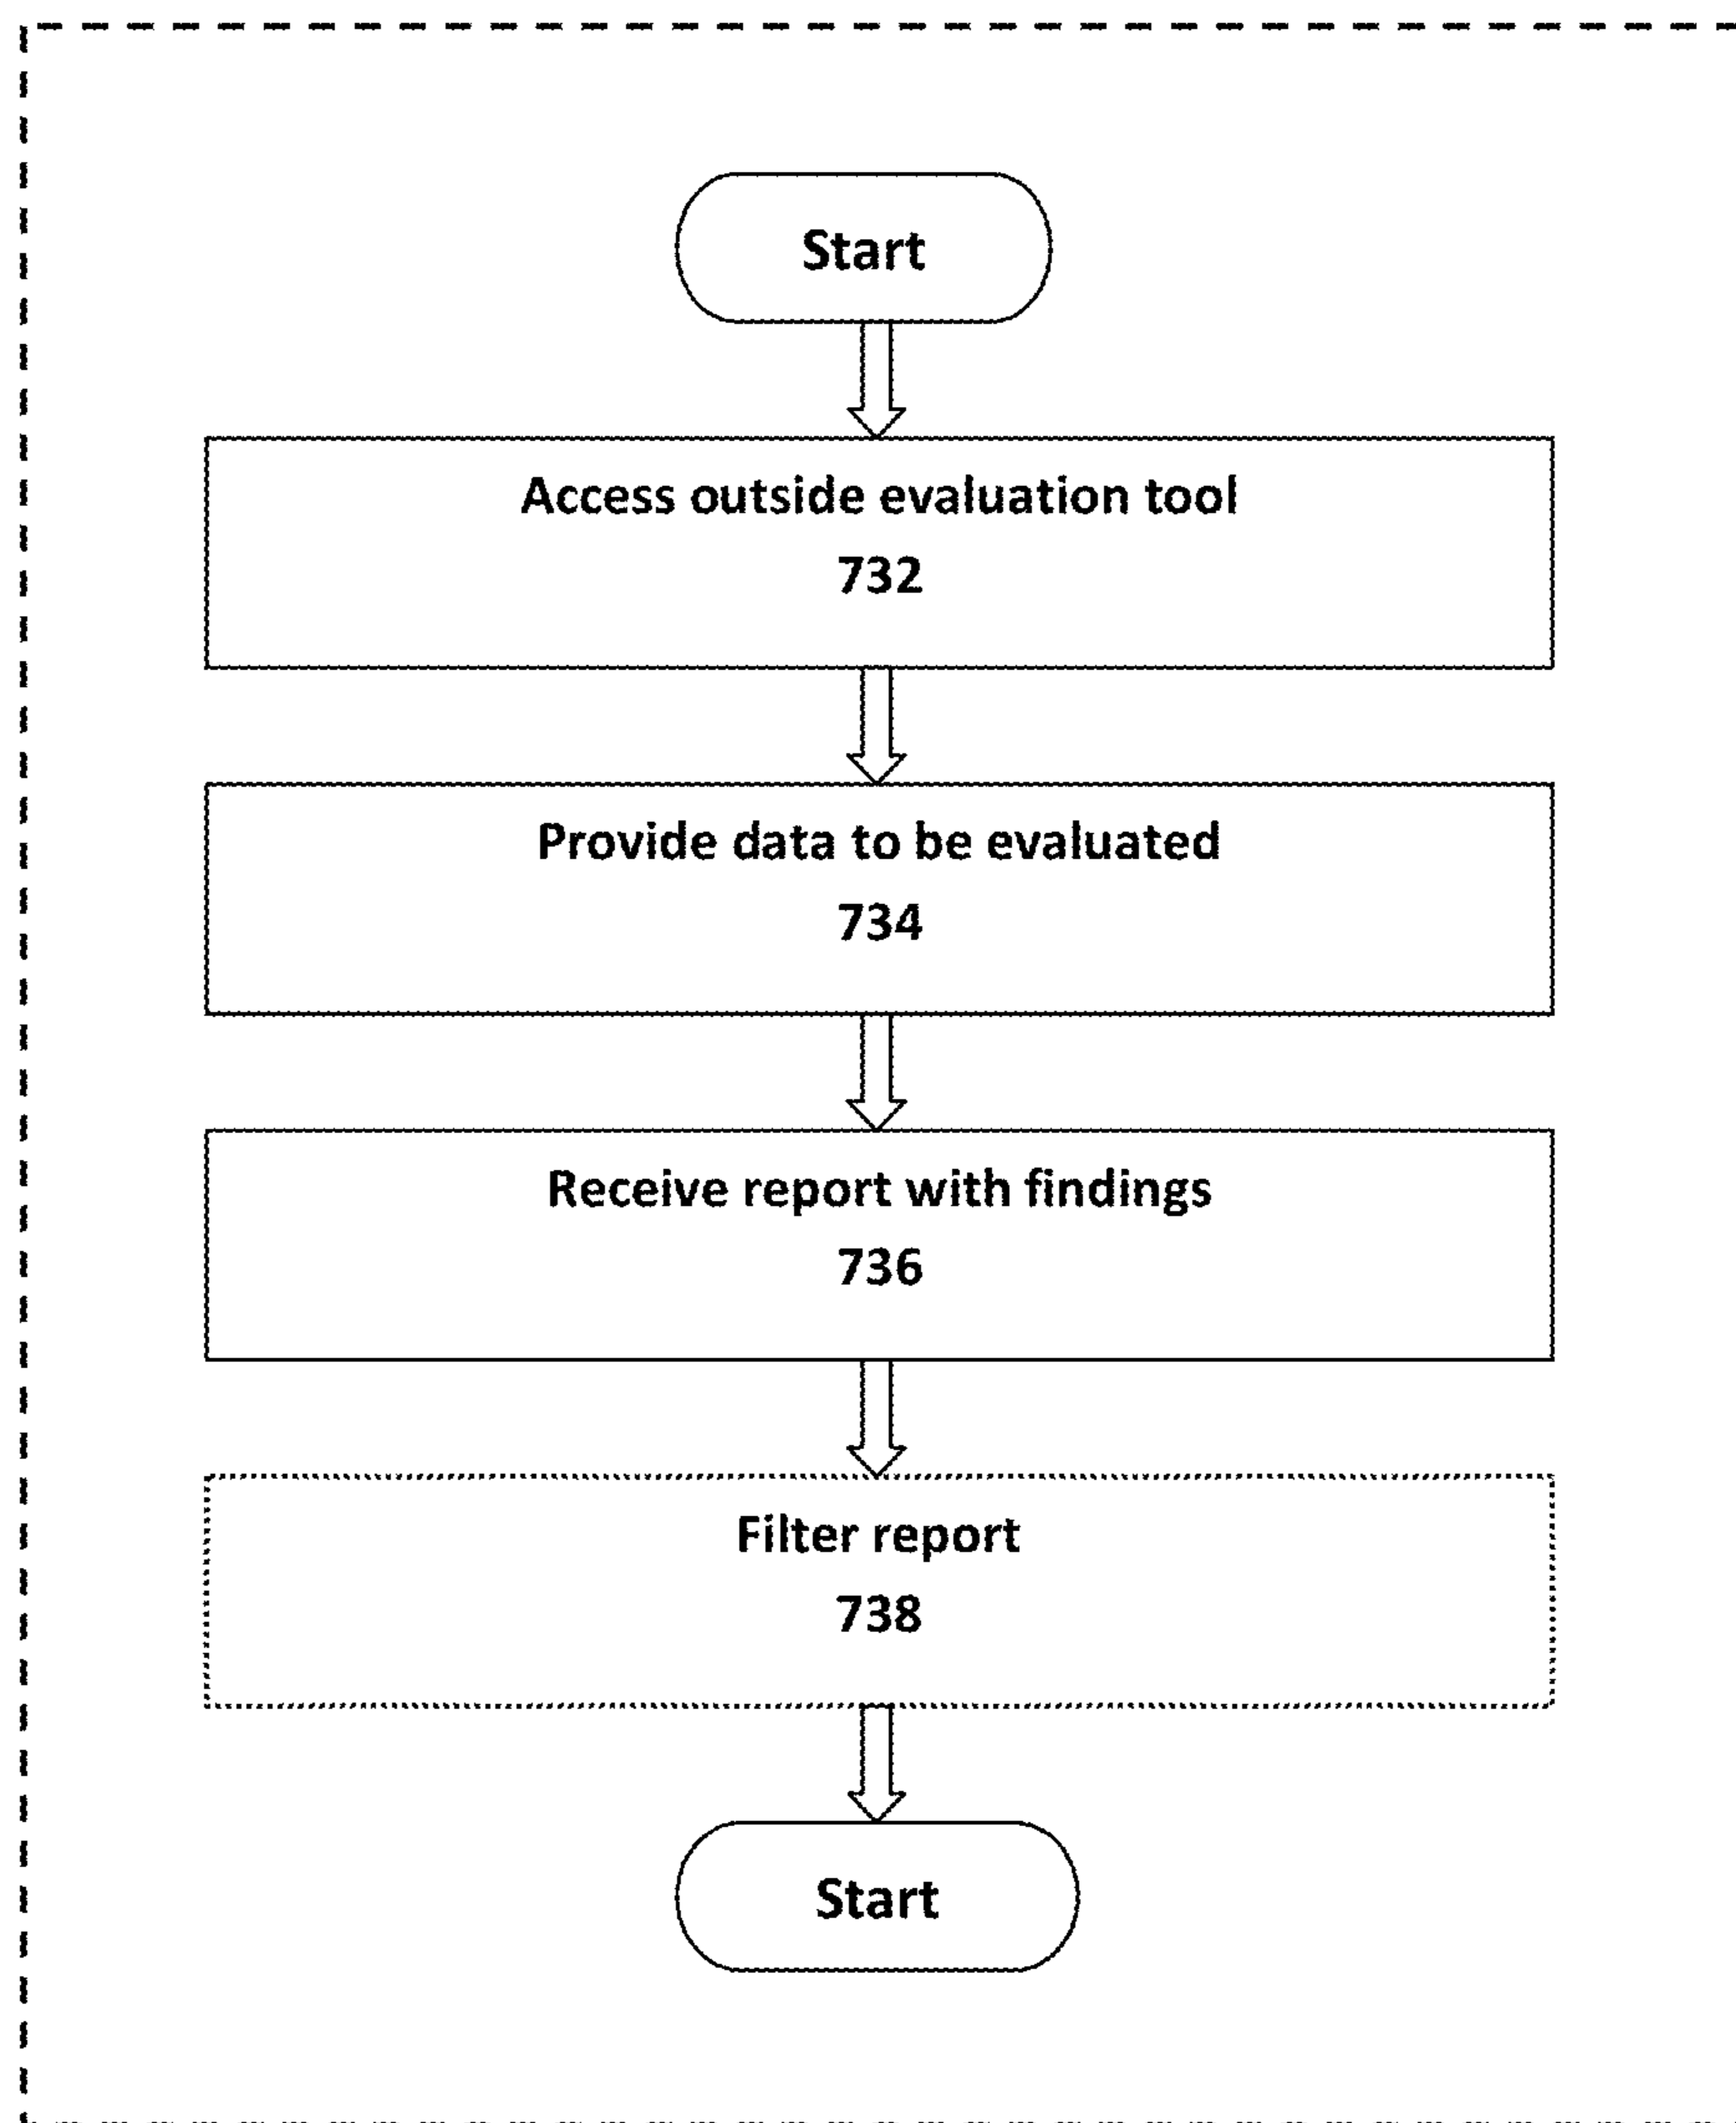 Start
Access outside evaluation tool
732
Provide data to be evaluated
734
Receive report with findings
736
Filter report
738
Start